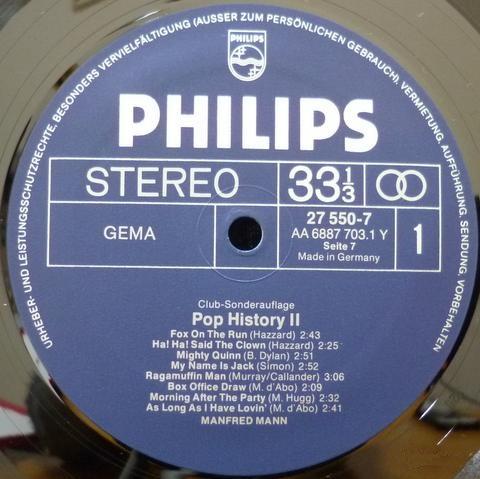 URHEBER- UND LEISTUNGSSCHUTZRECHTE, BESONDERS VERVIELFÄLTIGUNG (AUSSER ZUM PERSÖNLICHEN GEBRAUCH), VERMIETUNG, AUFFÜHRUNG, SENDUNG, VORBEHALTEN
PHILIPS
PHILIPS
STEREO
33 1/3
GEMA
27 550-7
AA 6887 703.1 Y
Seite 7
Made in Germany
1
Club-Sonderauflage
Pop History II
Fox On The Run (Hazzard) 2:43
Ha! Ha! Said The Clown (Hazzard) 2:25
Mighty Quinn (B. Dylan) 2:51
My Name Is Jack (Simon) 2:52
Ragamuffin Man (Murray/Callander) 3:06
Box Office Draw (M. d'Abo) 2:09
Morning After The Party (M. Hugg) 2:22
As Long As I Have Lovin' (M. d'Abo) 2:41
MANFRED MANN